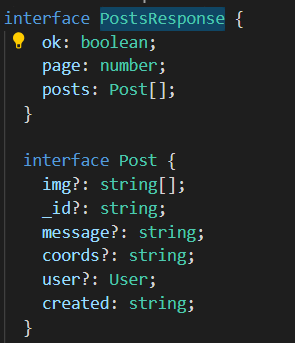 interface PostsResponse {
ok: boolean;
page: number;
posts: Post[];
}
interface Post {
img?: string[];
_id?: string;
message?: string;
coords?: string;
user?: User;
created: string;
}